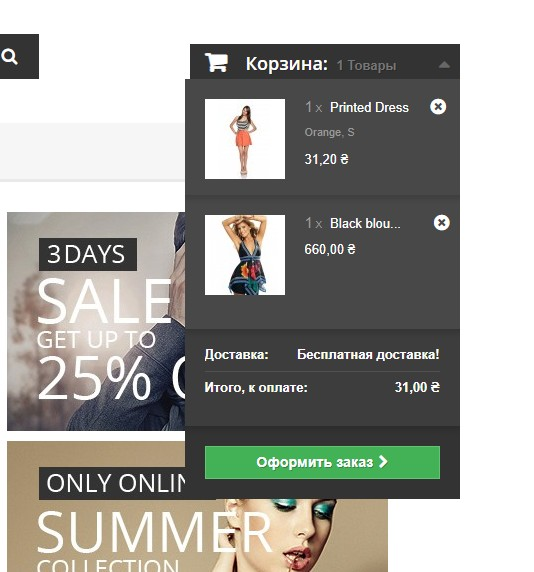 Корзина: 1 Товары
1 x Printed Dress
Orange, S
31,20 ₴
1 x Black blou...
660,00 ₴
Доставка: Бесплатная доставка!
Итого, к оплате: 31,00 ₴
Оформить заказ
3 DAYS
SALE
GET UP TO
25%
ONLY ONLIN
SUMMER
COLLECTION